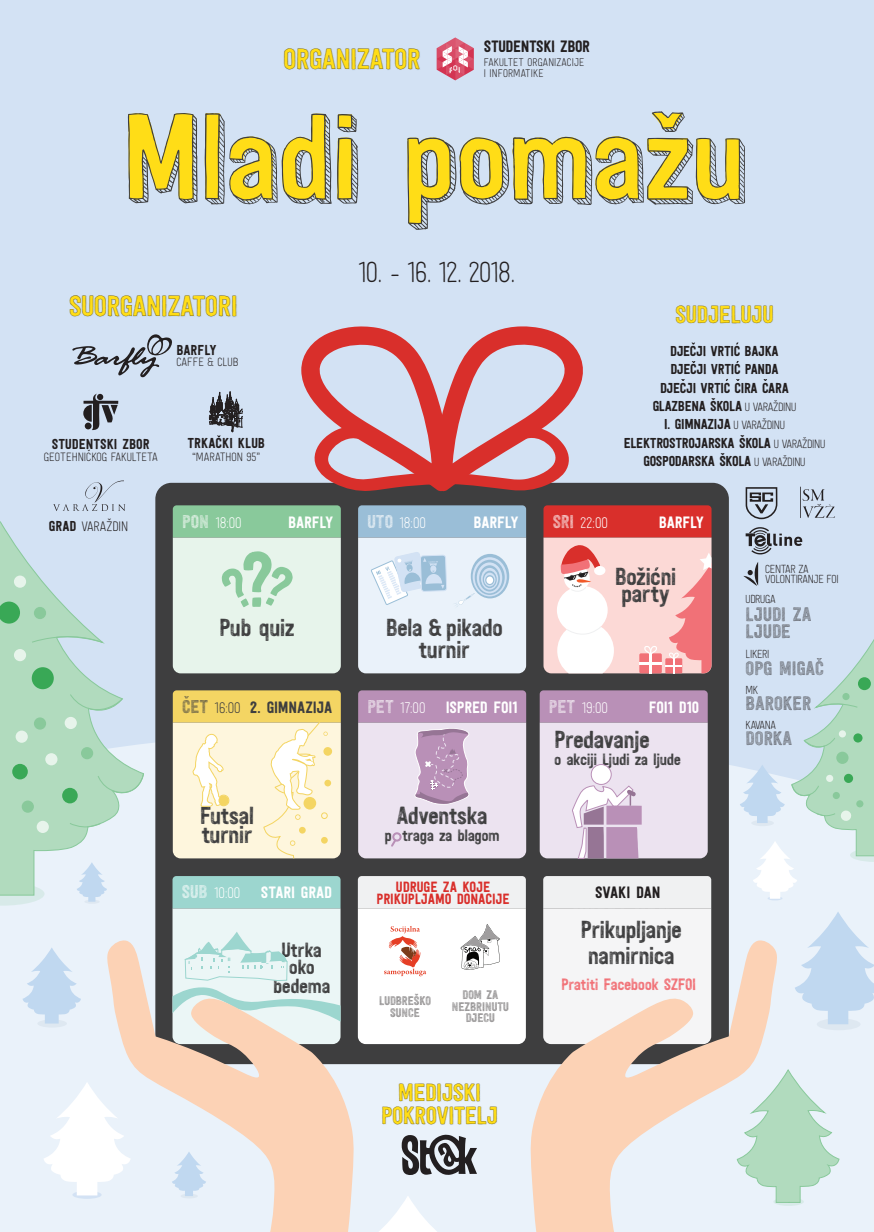 ORGANIZATOR
STUDENTSKI ZBOR
FAKULTET ORGANIZACIJE
I INFORMATIKE
FOI
Mladi pomažu
10. - 16. 12. 2018.
SUORGANIZATORI
Barfly
BARFLY
CAFFE & CLUB
STUDENTSKI ZBOR
GEOTEHNIČKOG FAKULTETA
TRKAČKI KLUB
"MARATHON 95"
VARAŽDIN
GRAD VARAŽDIN
SUDJELUJU
DJEČJI VRTIĆ BAJKA
DJEČJI VRTIĆ PANDA
DJEČJI VRTIĆ ČIRA ČARA
GLAZBENA ŠKOLA U VARAŽDINU
I. GIMNAZIJA U VARAŽDINU
ELEKTROSTROJARSKA ŠKOLA U VARAŽDINU
GOSPODARSKA ŠKOLA U VARAŽDINU
SCV
SM
VŽŽ
Telline
CENTAR ZA
VOLONTIRANJE FOI
UDRUGA
LJUDI ZA
LJUDE
LIKERI
OPG MIGAČ
MK
BAROKER
KAVANA
DORKA
PON 18:00 BARFLY
???
Pub quiz
UTO 18:00 BARFLY
Bela & pikado
turnir
SRI 22:00 BARFLY
Božićni
party
ČET 16:00 2. GIMNAZIJA
Futsal
turnir
PET 17:00 ISPRED FOI1
Adventska
potraga za blagom
PET 19:00 FOI1 D10
Predavanje
o akciji Ljudi za ljude
SUB 10:00 STARI GRAD
Utrka
oko
bedema
UDRUGE ZA KOJE
PRIKUPLJAMO DONACIJE
Socijalna
samoposluga
LUDBREŠKO
SUNCE
DOM ZA
NEZBRINUTU
DJECU
SVAKI DAN
Prikupljanje
namirnica
Pratiti Facebook SZFOI
MEDIJSKI
POKROVITELJ
St@k